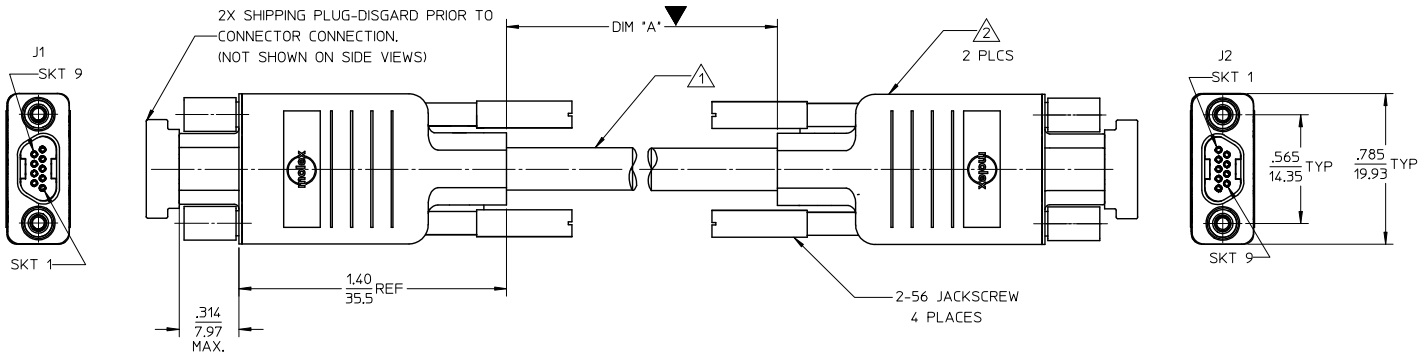 2X SHIPPING PLUG-DISGARD PRIOR TO
CONNECTOR CONNECTION.
(NOT SHOWN ON SIDE VIEWS)
DIM "A"
2
2 PLCS
1
J1
SKT 9
SKT 1
J2
SKT 1
SKT 9
molex
molex
.565
14.35
TYP
.785
19.93
TYP
1.40
35.5
REF
.314
7.97
MAX.
2-56 JACKSCREW
4 PLACES